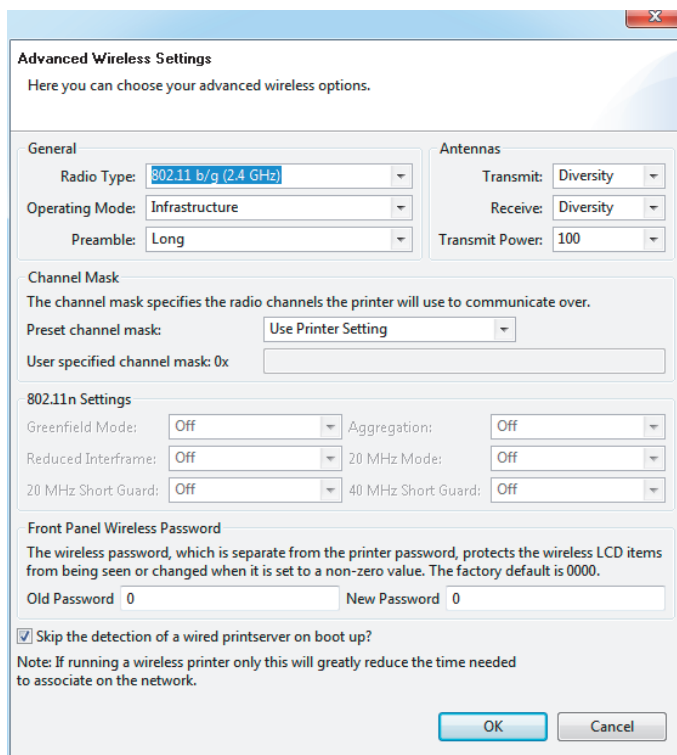 Advanced Wireless Settings
Here you can choose your advanced wireless options.
General
Radio Type: 802.11 b/g (2.4 GHz)
Operating Mode: Infrastructure
Preamble: Long
Antennas
Transmit: Diversity
Receive: Diversity
Transmit Power: 100
Channel Mask
The channel mask specifies the radio channels the printer will use to communicate over.
Preset channel mask: Use Printer Setting
User specified channel mask: 0x
802.11n Settings
Greenfield Mode: Off Aggregation: Off
Reduced Interframe: Off 20 MHz Mode: Off
20 MHz Short Guard: Off 40 MHz Short Guard: Off
Front Panel Wireless Password
The wireless password, which is separate from the printer password, protects the wireless LCD items
from being seen or changed when it is set to a non-zero value. The factory default is 0000.
Old Password 0 New Password 0
Skip the detection of a wired printserver on boot up?
Note: If running a wireless printer only this will greatly reduce the time needed
to associate on the network.
OK Cancel